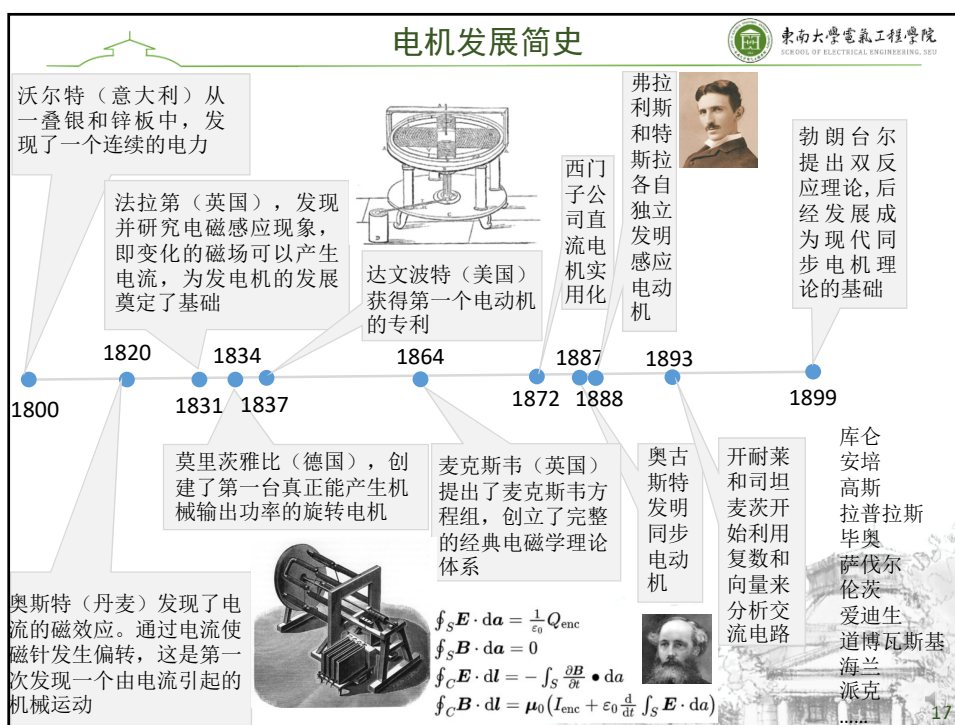 电机发展简史
東南大學電氣工程學院
SCHOOL OF ELECTRICAL ENGINEERING, SEU
沃尔特（意大利）从
一叠银和锌板中，发
现了一个连续的电力
法拉第（英国），发现
并研究电磁感应现象，
即变化的磁场可以产生
电流，为发电机的发展
奠定了基础
达文波特（美国）
获得第一个电动机
的专利
西门
子公
司直
流电
机实
用化
弗拉
利斯
和特
斯拉
各自
独立
发明
感应
电动
机
勃朗台尔
提出双反
应理论,后
经发展成
为现代同
步电机理
论的基础
1820 1834 1864 1887 1893
1800 1831 1837 1872 1888 1899
莫里茨雅比（德国），创
建了第一台真正能产生机
械输出功率的旋转电机
麦克斯韦（英国）
提出了麦克斯韦方
程组，创立了完整
的经典电磁学理论
体系
奥古
斯特
发明
同步
电动
机
开耐莱
和司坦
麦茨开
始利用
复数和
向量来
分析交
流电路
库仑
安培
高斯
拉普拉斯
毕奥
萨伐尔
伦茨
爱迪生
道博瓦斯基
海兰
派克
......
奥斯特（丹麦）发现了电
流的磁效应。通过电流使
磁针发生偏转，这是第一
次发现一个由电流引起的
机械运动
∮_S E · da = 1/ε₀ Q_enc
∮_S B · da = 0
∮_C E · dl = −∫_S ∂B/∂t • da
∮_C B · dl = μ₀(I_enc + ε₀ d/dt ∫_S E · da)
17